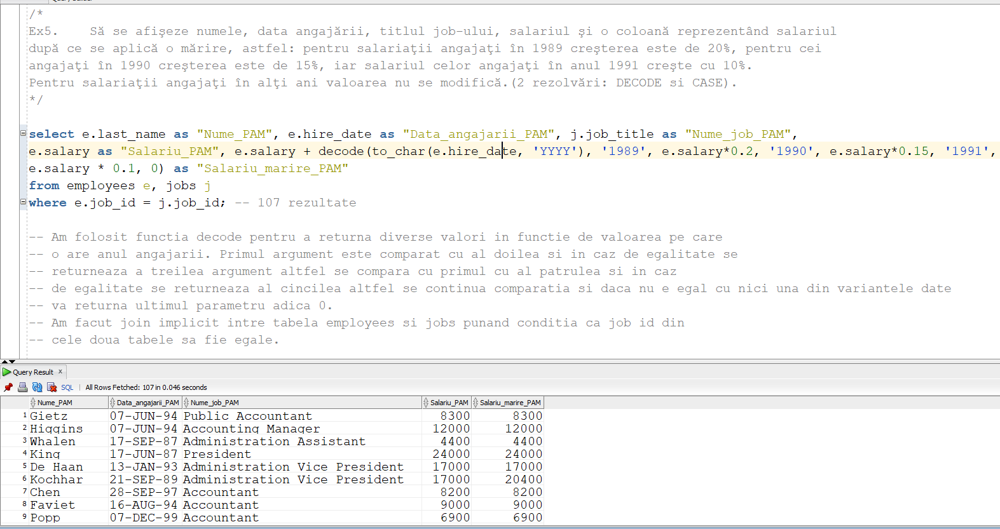 /*
Ex5.    Să se afişeze numele, data angajării, titlul job-ului, salariul şi o coloană reprezentând salariul
după ce se aplică o mărire, astfel: pentru salariaţii angajaţi în 1989 creşterea este de 20%, pentru cei
angajaţi în 1990 creşterea este de 15%, iar salariul celor angajaţi în anul 1991 creşte cu 10%.
Pentru salariaţii angajaţi în alţi ani valoarea nu se modifică.(2 rezolvări: DECODE si CASE).
*/
select e.last_name as "Nume_PAM", e.hire_date as "Data_angajarii_PAM", j.job_title as "Nume_job_PAM",
e.salary as "Salariu_PAM", e.salary + decode(to_char(e.hire_date, 'YYYY'), '1989', e.salary*0.2, '1990', e.salary*0.15, '1991',
e.salary * 0.1, 0) as "Salariu_marire_PAM"
from employees e, jobs j
where e.job_id = j.job_id; -- 107 rezultate
-- Am folosit functia decode pentru a returna diverse valori in functie de valoarea pe care
-- o are anul angajarii. Primul argument este comparat cu al doilea si in caz de egalitate se
-- returneaza a treilea argument altfel se compara cu primul cu al patrulea si in caz
-- de egalitate se returneaza al cincilea altfel se continua comparatia si daca nu e egal cu nici una din variantele date
-- va returna ultimul parametru adica 0.
-- Am facut join implicit intre tabela employees si jobs punand conditia ca job id din
-- cele doua tabele sa fie egale.
Query Result x
SQL | All Rows Fetched: 107 in 0.046 seconds
Nume_PAM Data_angajarii_PAM Nume_job_PAM Salariu_PAM Salariu_marire_PAM
1 Gietz 07-JUN-94 Public Accountant 8300 8300
2 Higgins 07-JUN-94 Accounting Manager 12000 12000
3 Whalen 17-SEP-87 Administration Assistant 4400 4400
4 King 17-JUN-87 President 24000 24000
5 De Haan 13-JAN-93 Administration Vice President 17000 17000
6 Kochhar 21-SEP-89 Administration Vice President 17000 20400
7 Chen 28-SEP-97 Accountant 8200 8200
8 Faviet 16-AUG-94 Accountant 9000 9000
9 Popp 07-DEC-99 Accountant 6900 6900